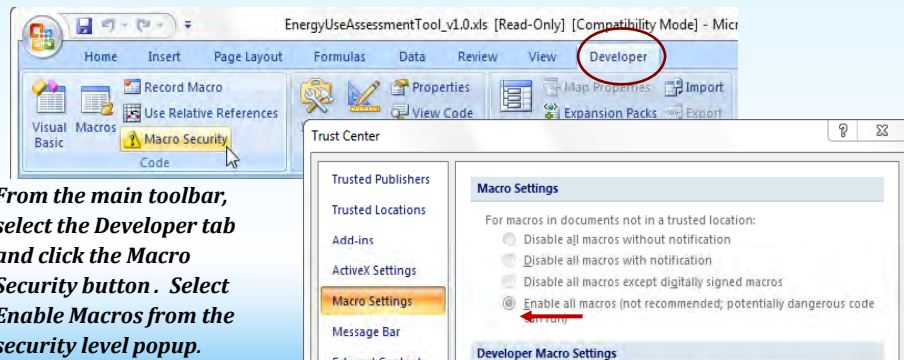 EnergyUseAssessmentTool_v1.0.xls [Read-Only] [Compatibility Mode] - Micr
Home Insert Page Layout Formulas Data Review View Developer
Record Macro
Use Relative References
Macro Security
Visual Basic
Macros
Code
Properties
View Code
Map Properties
Expansion Packs
Import
Export
From the main toolbar,
select the Developer tab
and click the Macro
Security button . Select
Enable Macros from the
security level popup.
Trust Center
Trusted Publishers
Trusted Locations
Add-ins
ActiveX Settings
Macro Settings
Message Bar
Macro Settings
For macros in documents not in a trusted location:
Disable all macros without notification
Disable all macros with notification
Disable all macros except digitally signed macros
Enable all macros (not recommended; potentially dangerous code
can run)
Developer Macro Settings